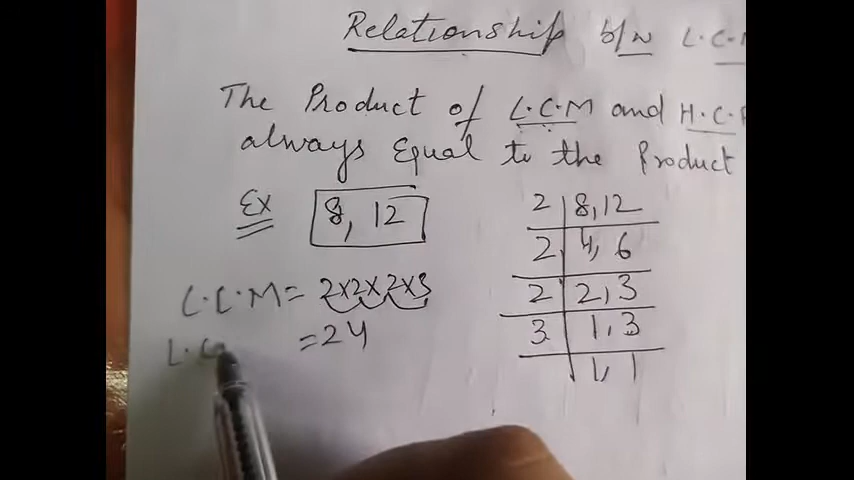 Relationship b/w L.C.M
The Product of L.C.M and H.C.F
always Equal to the Product
Ex 8, 12
L.C.M = 2x2x2x3
= 24
L.C
2 8, 12
2 4, 6
2 2, 3
3 1, 3
1, 1